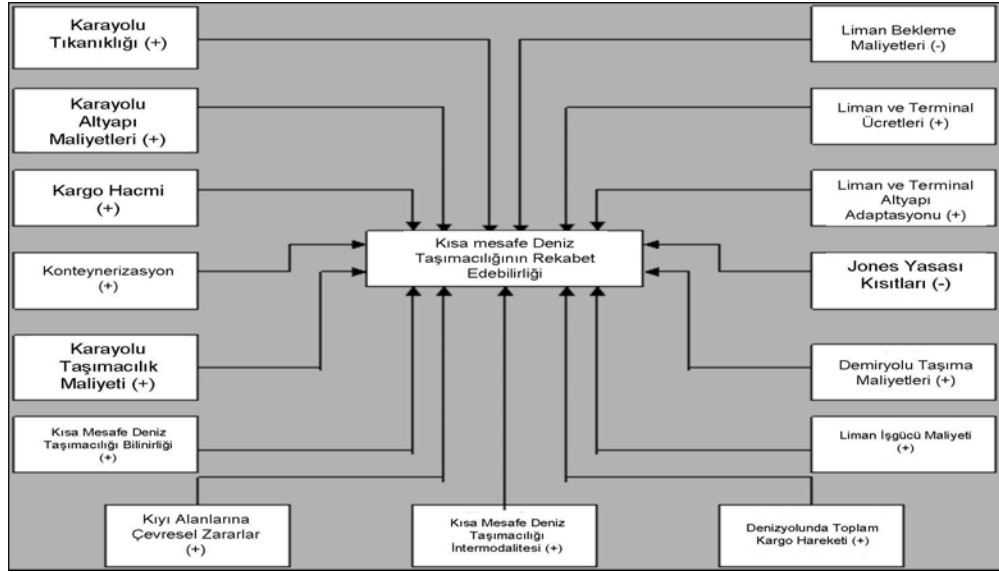 Karayolu
Tıkanıklığı (+)
Karayolu
Altyapı
Maliyetleri (+)
Kargo Hacmi
(+)
Konteynerizasyon
(+)
Karayolu
Taşımacılık
Maliyeti (+)
Kısa Mesafe Deniz
Taşımacılığı Bilinirliği
(+)
Kıyı Alanlarına
Çevresel Zararlar
(+)
Kısa mesafe Deniz
Taşımacılığının Rekabet
Edebilirliği
Kısa Mesafe Deniz
Taşımacılığı
İntermodalitesi (+)
Liman Bekleme
Maliyetleri (-)
Liman ve Terminal
Ücretleri (+)
Liman ve Terminal
Altyapı
Adaptasyonu (+)
Jones Yasası
Kısıtları (-)
Demiryolu Taşıma
Maliyetleri (+)
Liman İşgücü Maliyeti
(+)
Denizyolunda Toplam
Kargo Hareketi (+)